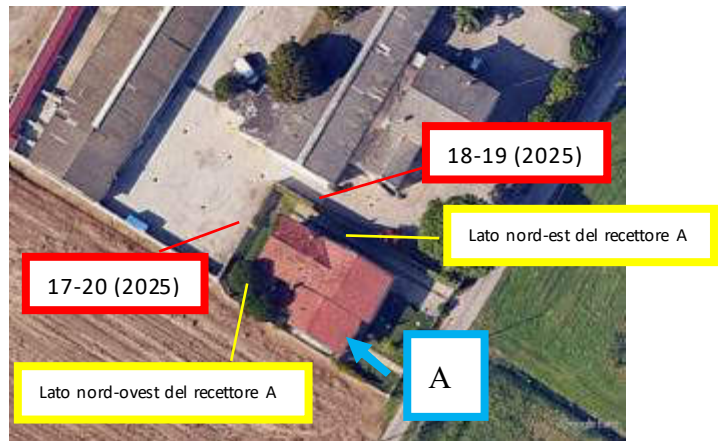 18-19 (2025)
Lato nord-est del recettore A
17-20 (2025)
A
Lato nord-ovest del recettore A